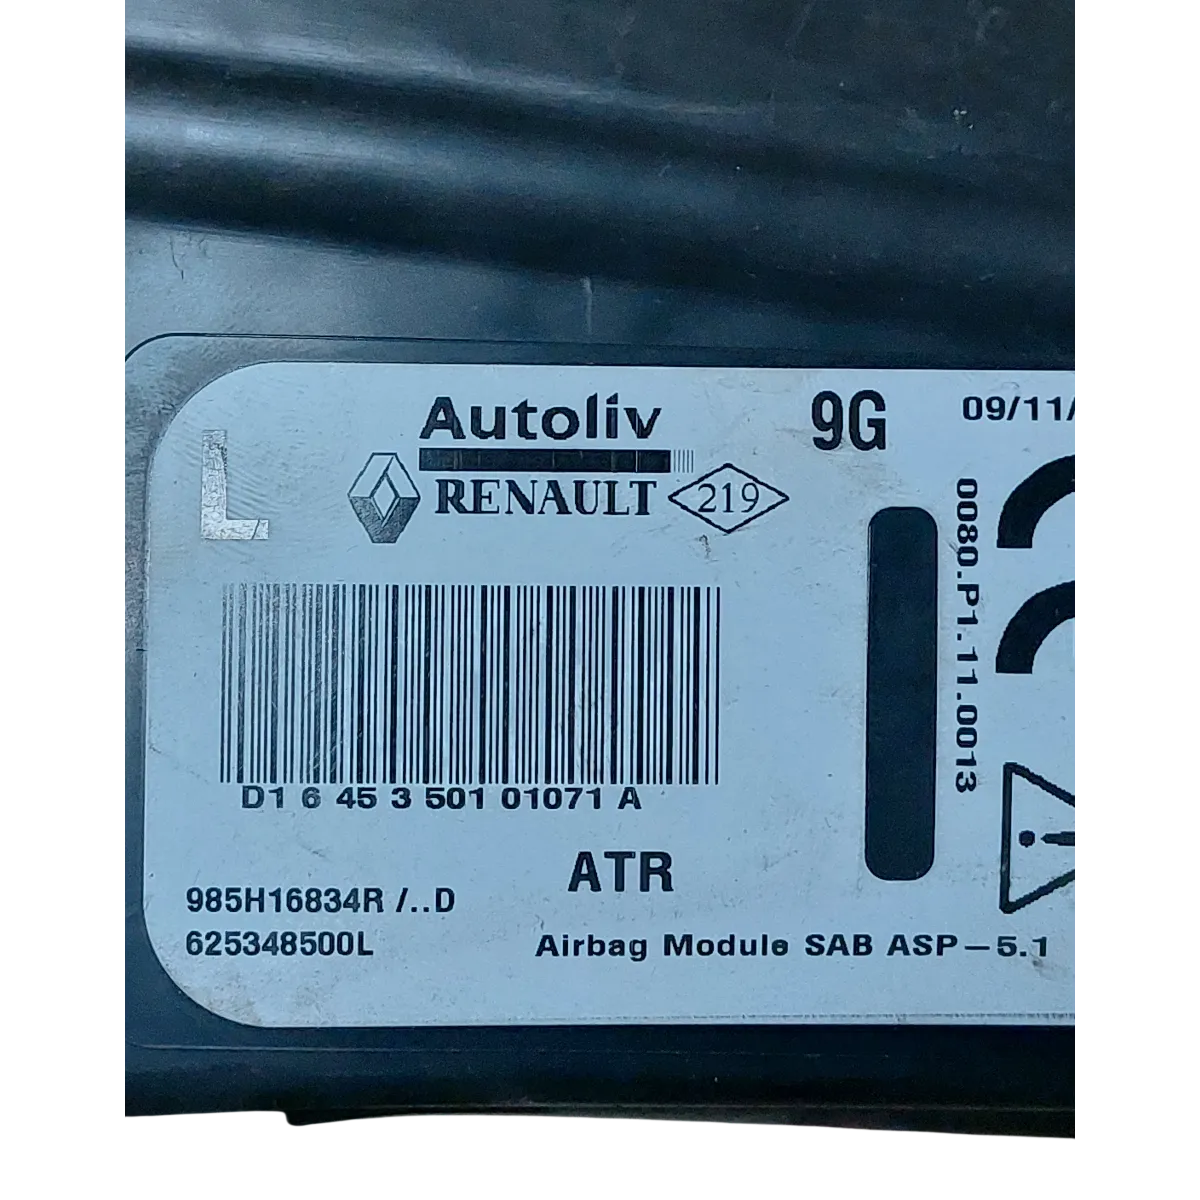 Autoliv
9G
09/11/
L
RENAULT
219
0080.P1.11.0013
D1 6 45 3 501 01071 A
ATR
985H16834R /..D
625348500L
Airbag Module SAB ASP-5.1